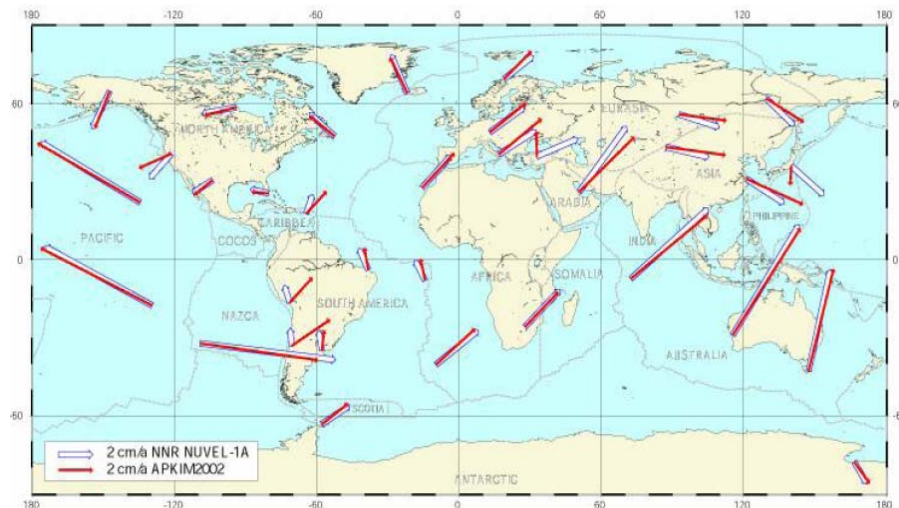 180 -120 -60 0 60 120 180
60 60
EURASIA
NORTH AMERICA
ASIA
ARABIA
CARIBBEA
PHILIPPINE
PACIFIC COCOS INDIA
0 0
AFRICA SOMALIA
SOUTH AMERICA
NAZCA
AUSTRALIA
-60 SCOTIA -60
2 cm/a NNR NUVEL-1A
2 cm/a APKIM2002
ANTARCTIC
180 -120 -60 0 60 120 180